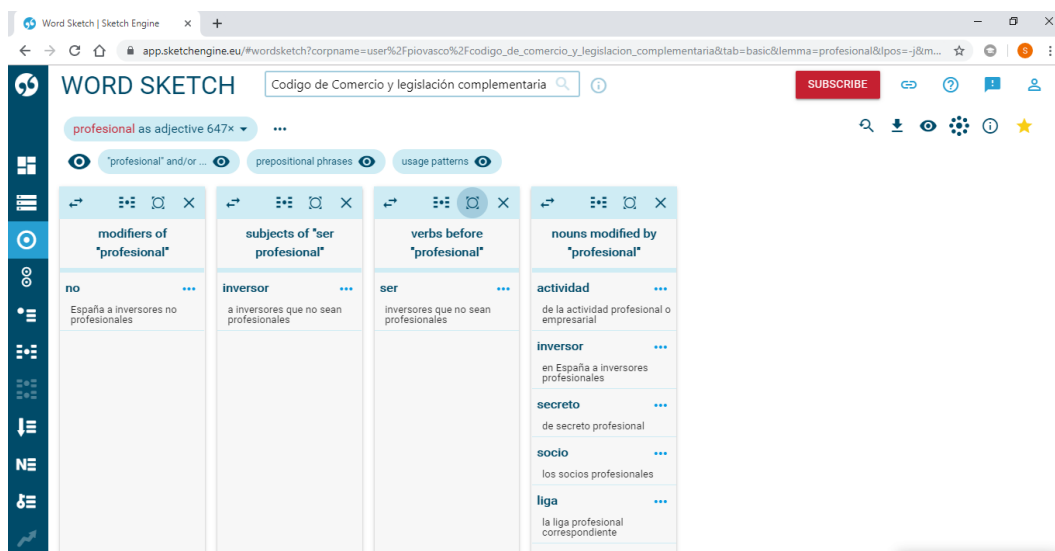 Word Sketch | Sketch Engine
app.sketchengine.eu/#wordsketch?corpname=user%2Fpiovasco%2Fcodigo_de_comercio_y_legislacion_complementaria&tab=basic&lemma=profesional&lpos=-j&m...
S
WORD SKETCH
Codigo de Comercio y legislación complementaria
SUBSCRIBE
profesional as adjective 647×
"profesional" and/or ...
prepositional phrases
usage patterns
modifiers of
"profesional"
no
España a inversores no
profesionales
subjects of "ser
profesional"
inversor
a inversores que no sean
profesionales
verbs before
"profesional"
ser
inversores que no sean
profesionales
nouns modified by
"profesional"
actividad
de la actividad profesional o
empresarial
inversor
en España a inversores
profesionales
secreto
de secreto profesional
socio
los socios profesionales
liga
la liga profesional
correspondiente
N